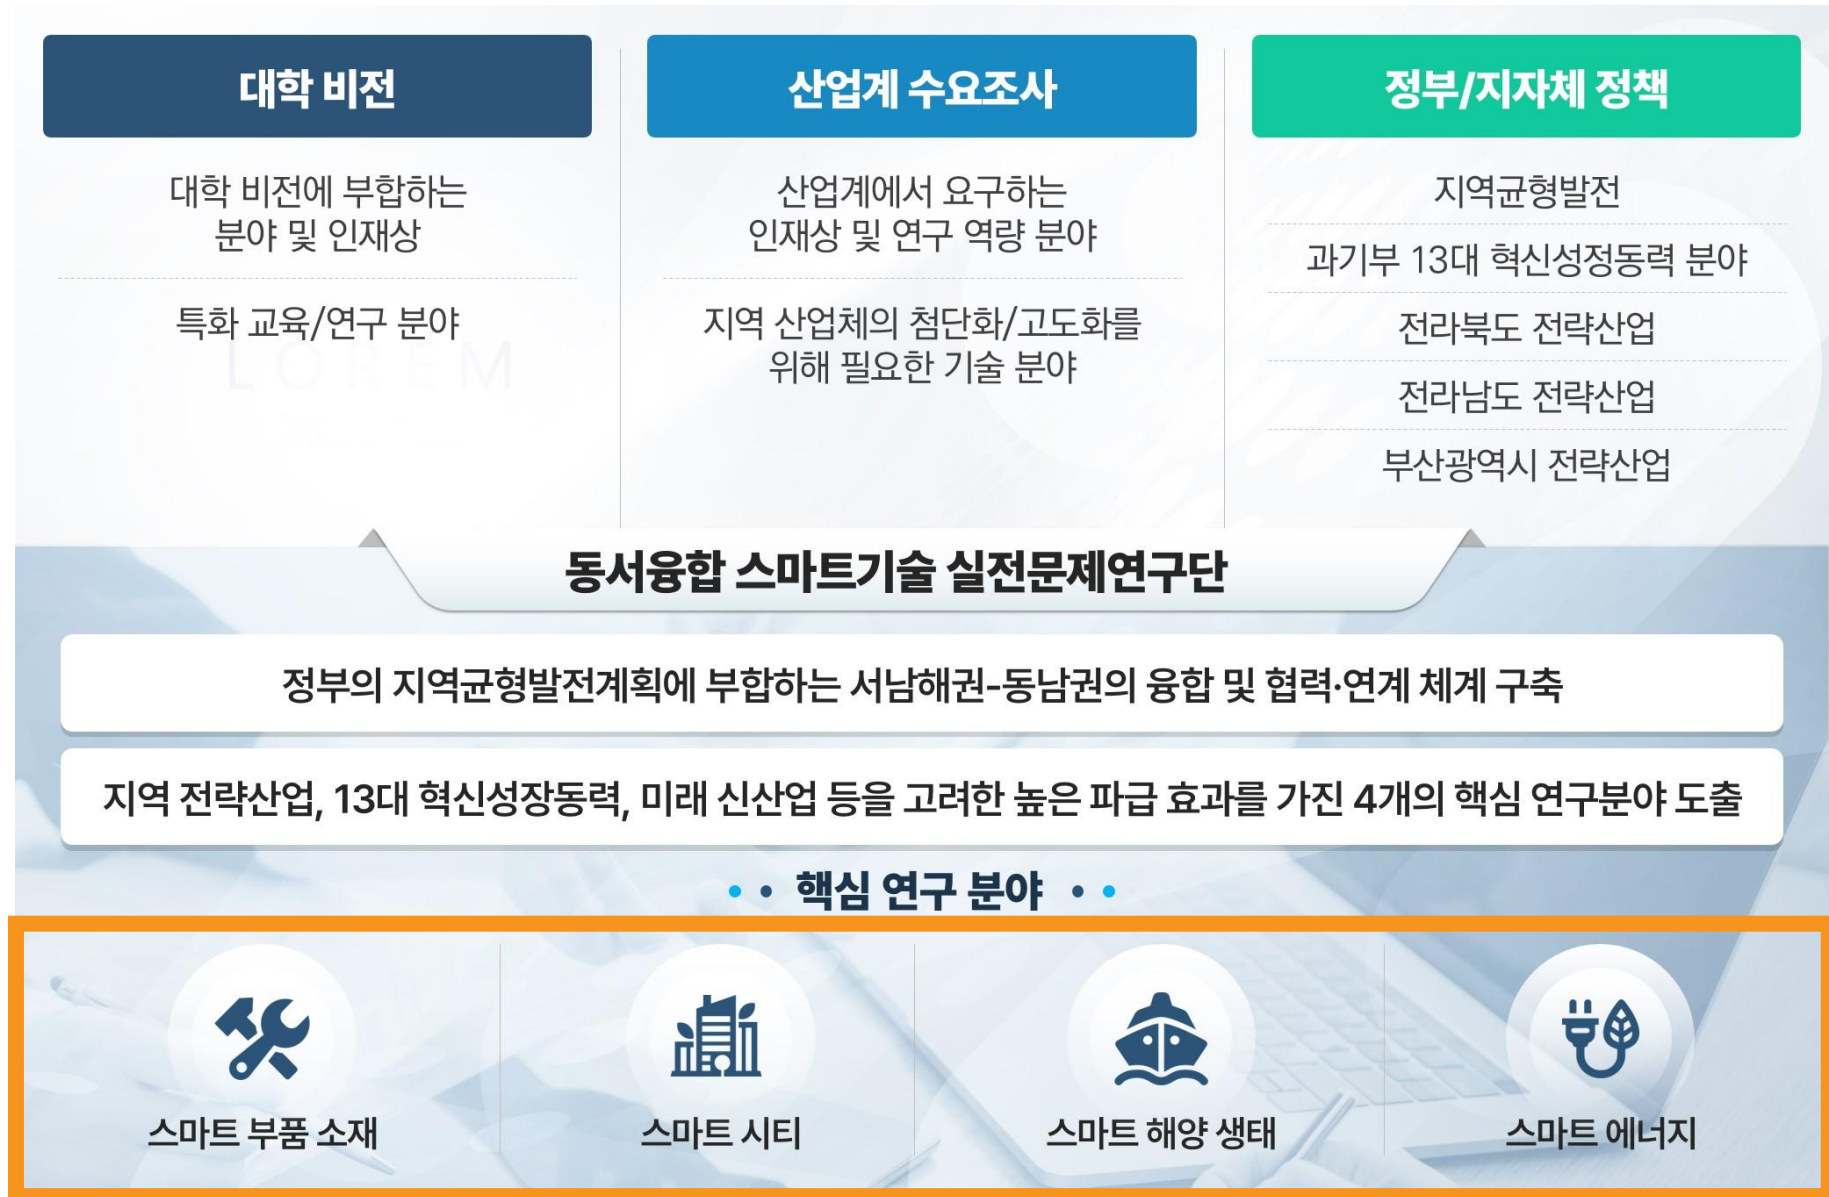 대학 비전
대학 비전에 부합하는
분야 및 인재상
특화 교육/연구 분야
LOREM
산업계 수요조사
산업계에서 요구하는
인재상 및 연구 역량 분야
지역 산업체의 첨단화/고도화를
위해 필요한 기술 분야
정부/지자체 정책
지역균형발전
과기부 13대 혁신성정동력 분야
전라북도 전략산업
전라남도 전략산업
부산광역시 전략산업
동서융합 스마트기술 실전문제연구단
정부의 지역균형발전계획에 부합하는 서남해권-동남권의 융합 및 협력·연계 체계 구축
지역 전략산업, 13대 혁신성장동력, 미래 신산업 등을 고려한 높은 파급 효과를 가진 4개의 핵심 연구분야 도출
핵심 연구 분야
스마트 부품 소재
스마트 시티
스마트 해양 생태
스마트 에너지